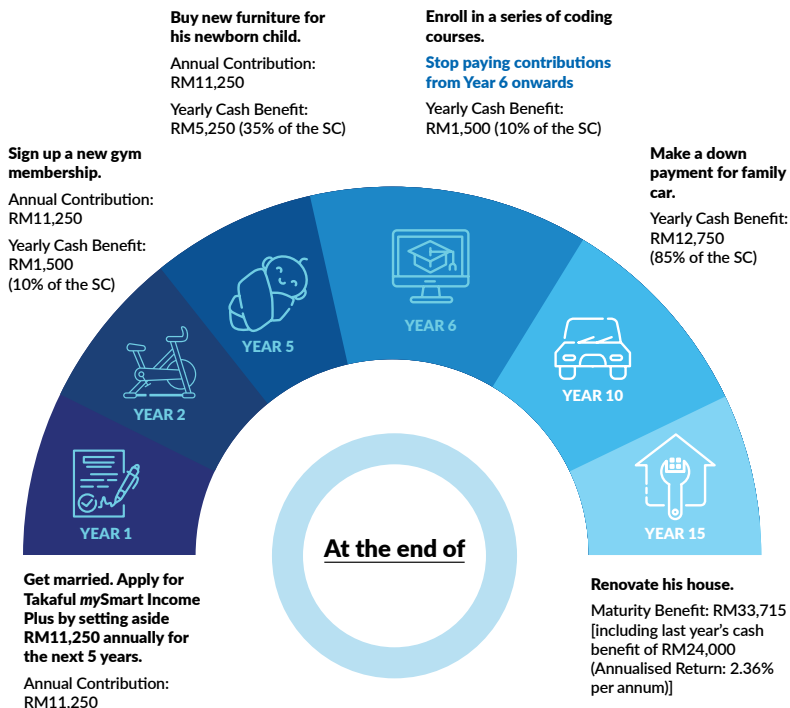 Buy new furniture for
his newborn child.
Annual Contribution:
RM11,250
Yearly Cash Benefit:
RM5,250 (35% of the SC)
Enroll in a series of coding
courses.
Stop paying contributions
from Year 6 onwards
Yearly Cash Benefit:
RM1,500 (10% of the SC)
Sign up a new gym
membership.
Annual Contribution:
RM11,250
Yearly Cash Benefit:
RM1,500
(10% of the SC)
Make a down
payment for family
car.
Yearly Cash Benefit:
RM12,750
(85% of the SC)
YEAR 1
YEAR 2
YEAR 5
YEAR 6
YEAR 10
YEAR 15
At the end of
Get married. Apply for
Takaful mySmart Income
Plus by setting aside
RM11,250 annually for
the next 5 years.
Annual Contribution:
RM11,250
Renovate his house.
Maturity Benefit: RM33,715
[including last year's cash
benefit of RM24,000
(Annualised Return: 2.36%
per annum)]